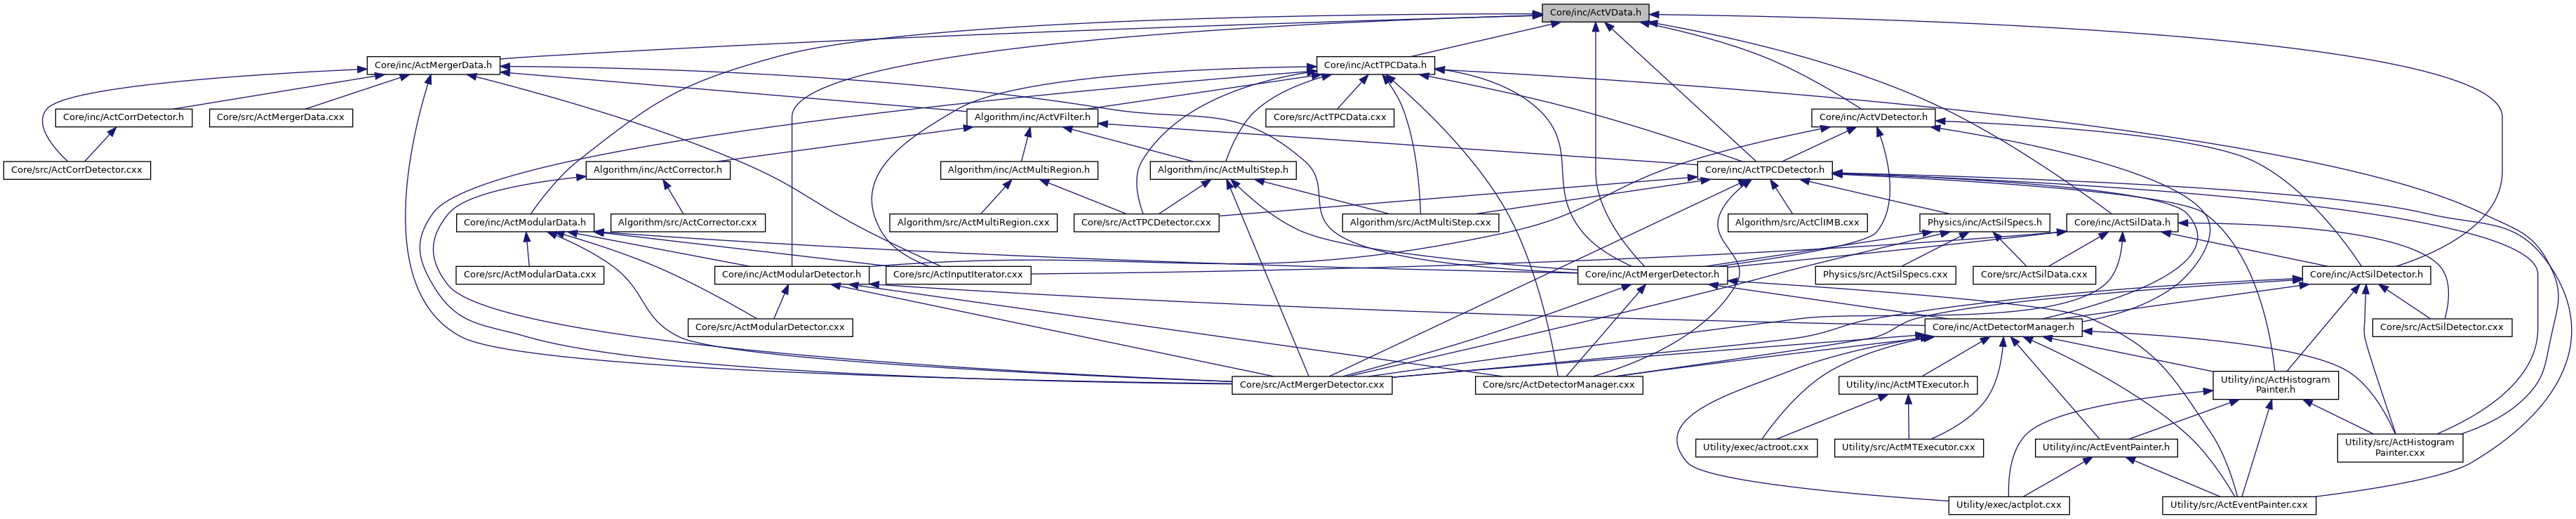 Core/inc/ActVData.h
Core/inc/ActMergerData.h
Core/inc/ActTPCData.h
Core/inc/ActCorrDetector.h
Core/src/ActMergerData.cxx
Algorithm/inc/ActVFilter.h
Core/src/ActTPCData.cxx
Core/inc/ActVDetector.h
Core/src/ActCorrDetector.cxx
Algorithm/inc/ActCorrector.h
Algorithm/inc/ActMultiRegion.h
Algorithm/inc/ActMultiStep.h
Core/inc/ActTPCDetector.h
Core/inc/ActModularData.h
Algorithm/src/ActCorrector.cxx
Algorithm/src/ActMultiRegion.cxx
Core/src/ActTPCDetector.cxx
Algorithm/src/ActMultiStep.cxx
Algorithm/src/ActClIMB.cxx
Physics/inc/ActSilSpecs.h
Core/inc/ActSilData.h
Core/src/ActModularData.cxx
Core/inc/ActModularDetector.h
Core/src/ActInputIterator.cxx
Core/inc/ActMergerDetector.h
Physics/src/ActSilSpecs.cxx
Core/src/ActSilData.cxx
Core/inc/ActSilDetector.h
Core/src/ActModularDetector.cxx
Core/inc/ActDetectorManager.h
Core/src/ActSilDetector.cxx
Core/src/ActMergerDetector.cxx
Core/src/ActDetectorManager.cxx
Utility/inc/ActMTExecutor.h
Utility/inc/ActHistogram
Painter.h
Utility/exec/actroot.cxx
Utility/src/ActMTExecutor.cxx
Utility/inc/ActEventPainter.h
Utility/src/ActHistogram
Painter.cxx
Utility/exec/actplot.cxx
Utility/src/ActEventPainter.cxx